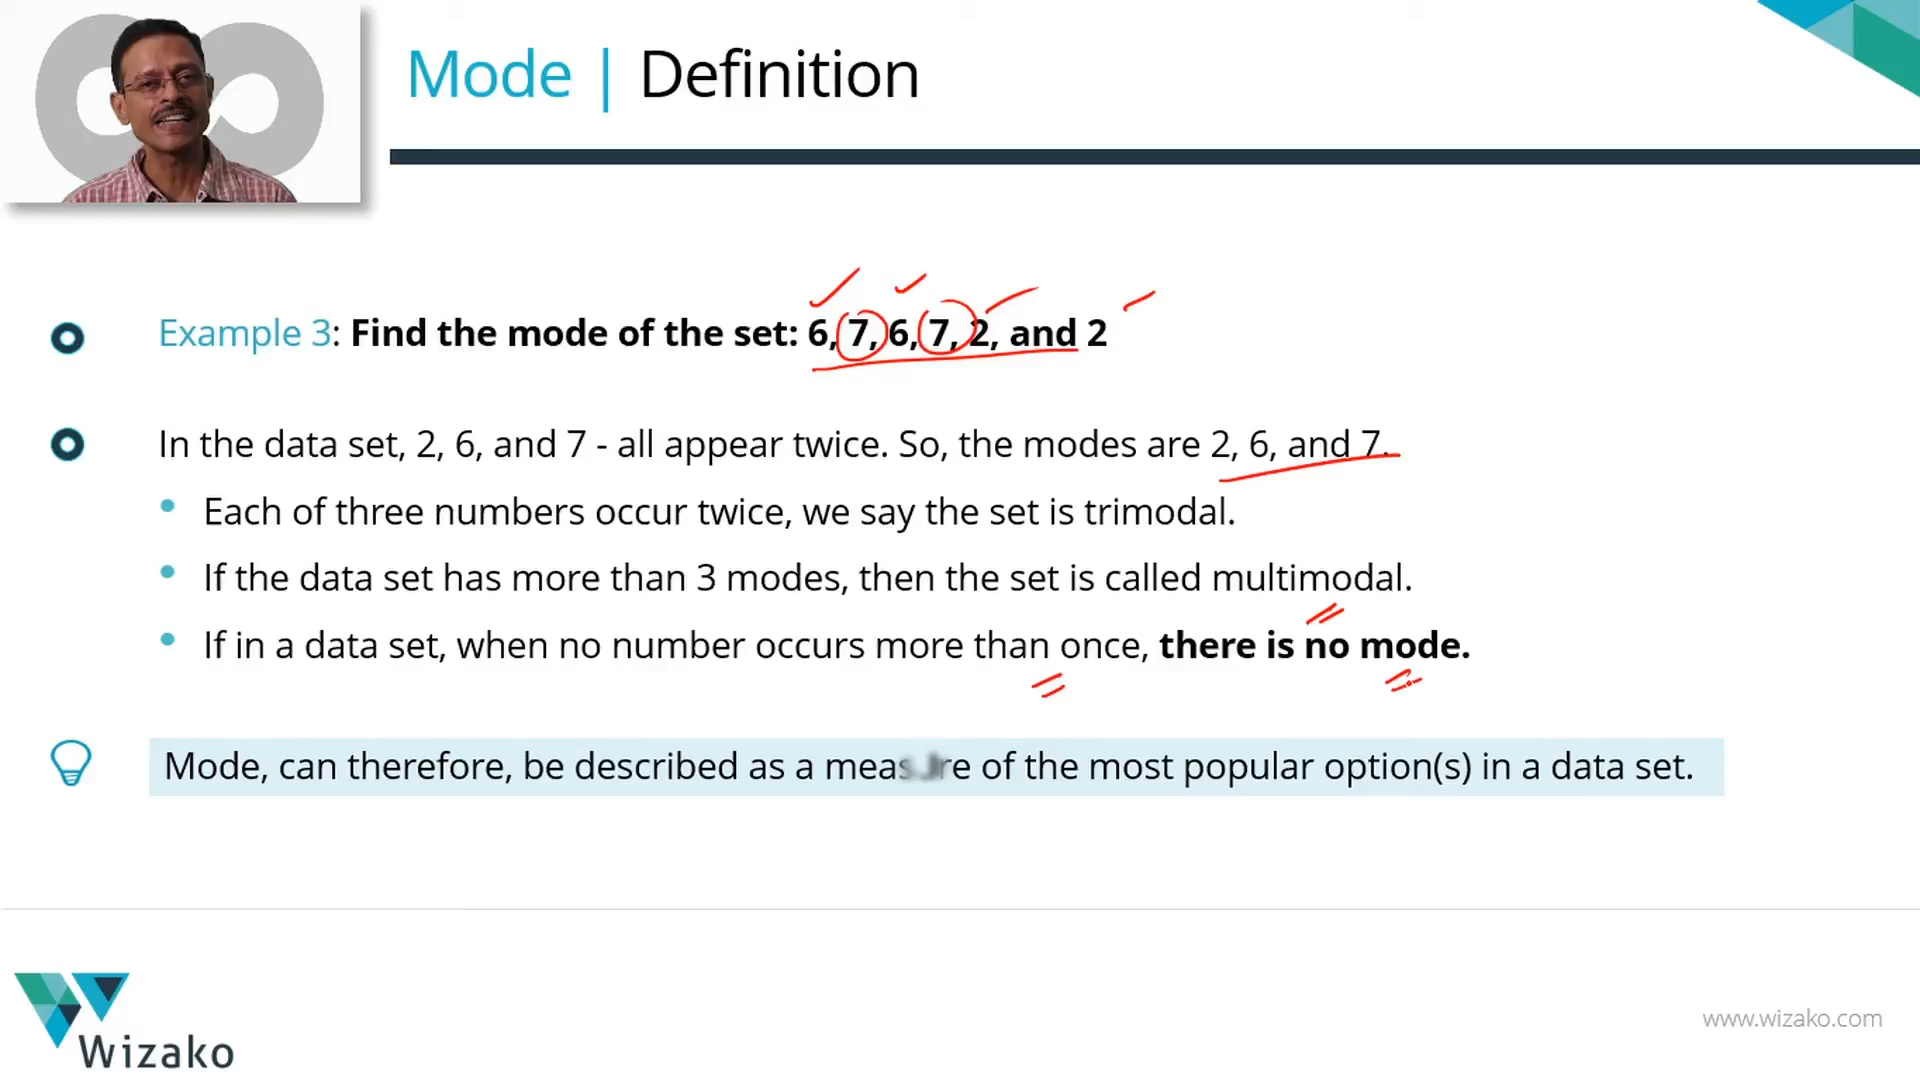 Mode | Definition
Example 3: Find the mode of the set: 6, 7, 6, 7, 2, and 2
In the data set, 2, 6, and 7 - all appear twice. So, the modes are 2, 6, and 7.
Each of three numbers occur twice, we say the set is trimodal.
If the data set has more than 3 modes, then the set is called multimodal.
If in a data set, when no number occurs more than once, there is no mode.
Mode, can therefore, be described as a measure of the most popular option(s) in a data set.
Wizako
www.wizako.com